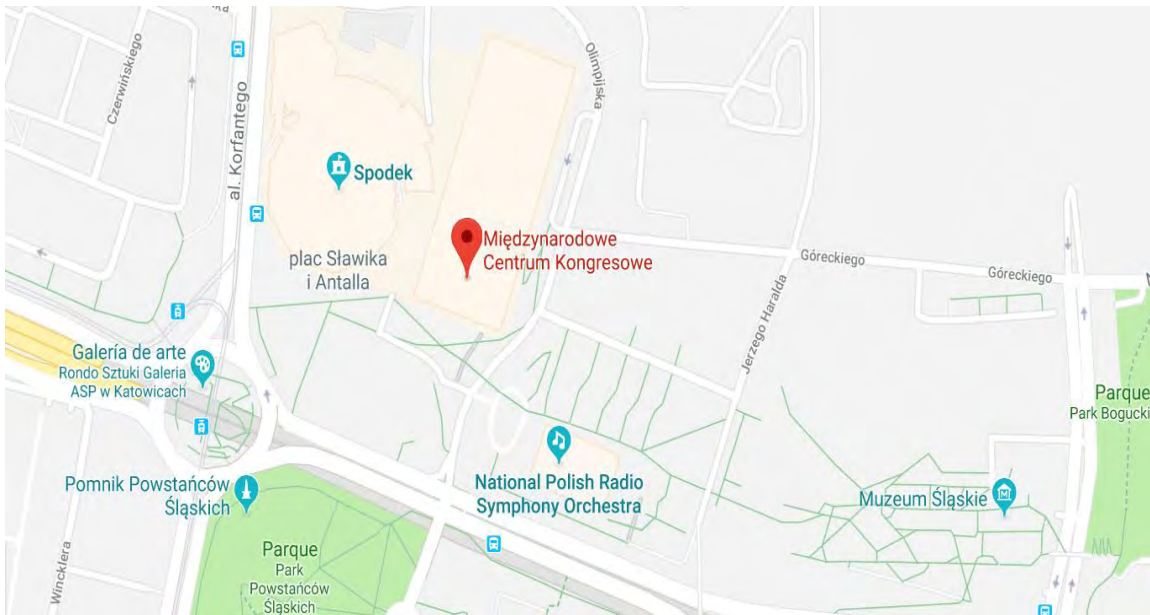 Czerwińskiego
al. Korfantego
Olimpijska
Spodek
Międzynarodowe
Centrum Kongresowe
plac Sławika
i Antalla
Góreckiego
Góreckiego
Jerzego Haralda
Galería de arte
Rondo Sztuki Galeria
ASP w Katowicach
Parque
Park Bogucki
National Polish Radio
Symphony Orchestra
Pomnik Powstańców
Śląskich
Muzeum Śląskie
M
Parque
Park
Powstańców
Śląskich
Wincklera